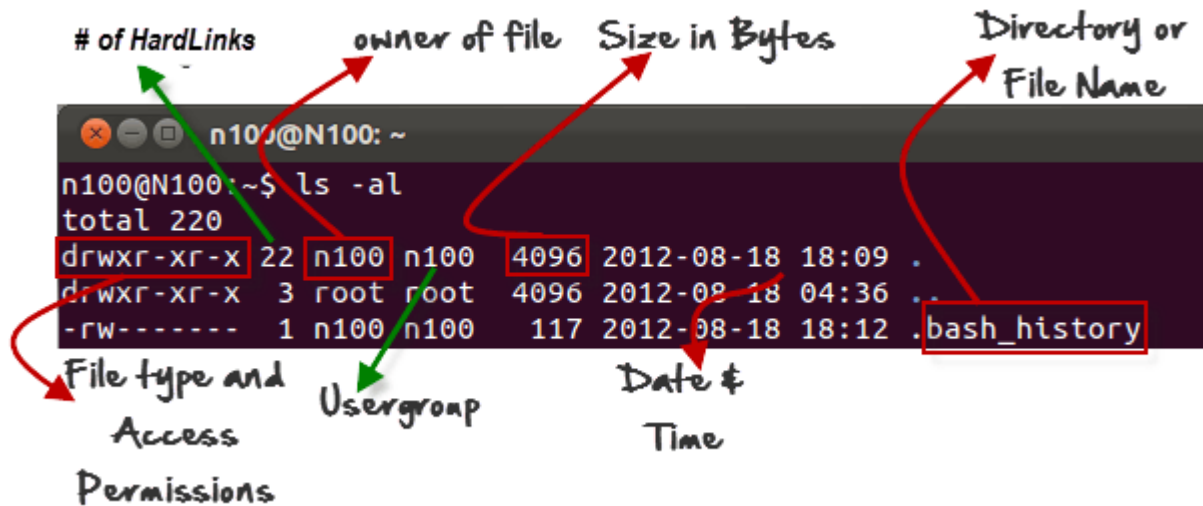 # of HardLinks owner of file Size in Bytes Directory or
File Name
n100@N100: ~
n100@N100:~$ ls -al
total 220
drwxr-xr-x 22 n100 n100 4096 2012-08-18 18:09 .
drwxr-xr-x 3 root root 4096 2012-08-18 04:36 ..
-rw------- 1 n100 n100 117 2012-08-18 18:12 .bash_history
File type and
Access
Permissions
Usergroup
Date &
Time